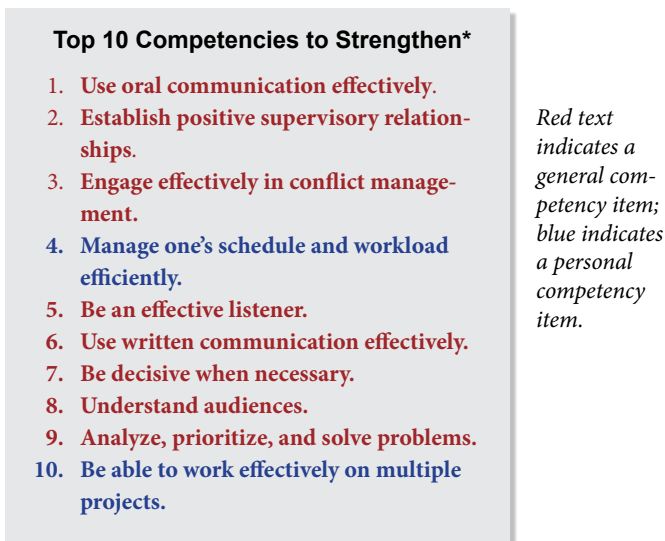 Top 10 Competencies to Strengthen*
1. Use oral communication effectively.
2. Establish positive supervisory relation-
ships.
3. Engage effectively in conflict manage-
ment.
4. Manage one’s schedule and workload
efficiently.
5. Be an effective listener.
6. Use written communication effectively.
7. Be decisive when necessary.
8. Understand audiences.
9. Analyze, prioritize, and solve problems.
10. Be able to work effectively on multiple
projects.
Red text
indicates a
general com-
petency item;
blue indicates
a personal
competency
item.